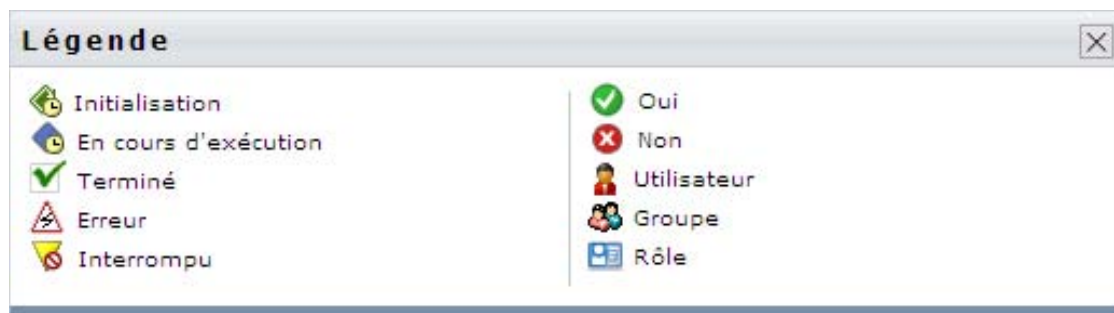 Légende
Initialisation
En cours d'exécution
Terminé
Erreur
Interrompu
Oui
Non
Utilisateur
Groupe
Rôle